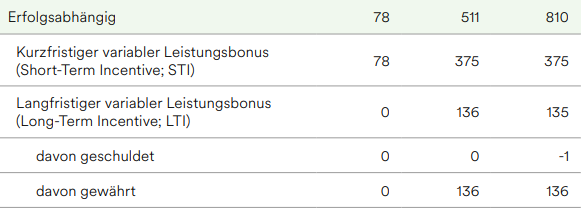 Erfolgsabhängig 78 511 810
Kurzfristiger variabler Leistungsbonus
(Short-Term Incentive; STI) 78 375 375
Langfristiger variabler Leistungsbonus
(Long-Term Incentive; LTI) 0 136 135
davon geschuldet 0 0 -1
davon gewährt 0 136 136